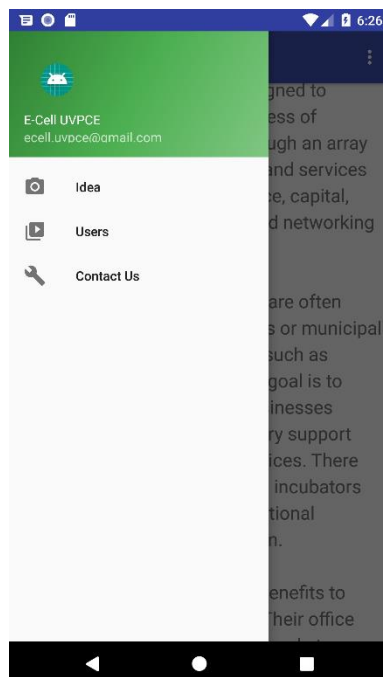 6:26
E-Cell UVPCE
ecell.uvpce@gmail.com
Idea
Users
Contact Us
gned to
ess of
ugh an array
and services
ce, capital,
d networking
are often
s or municipal
such as
goal is to
inesses
ry support
ices. There
incubators
tional
n.
enefits to
Their office